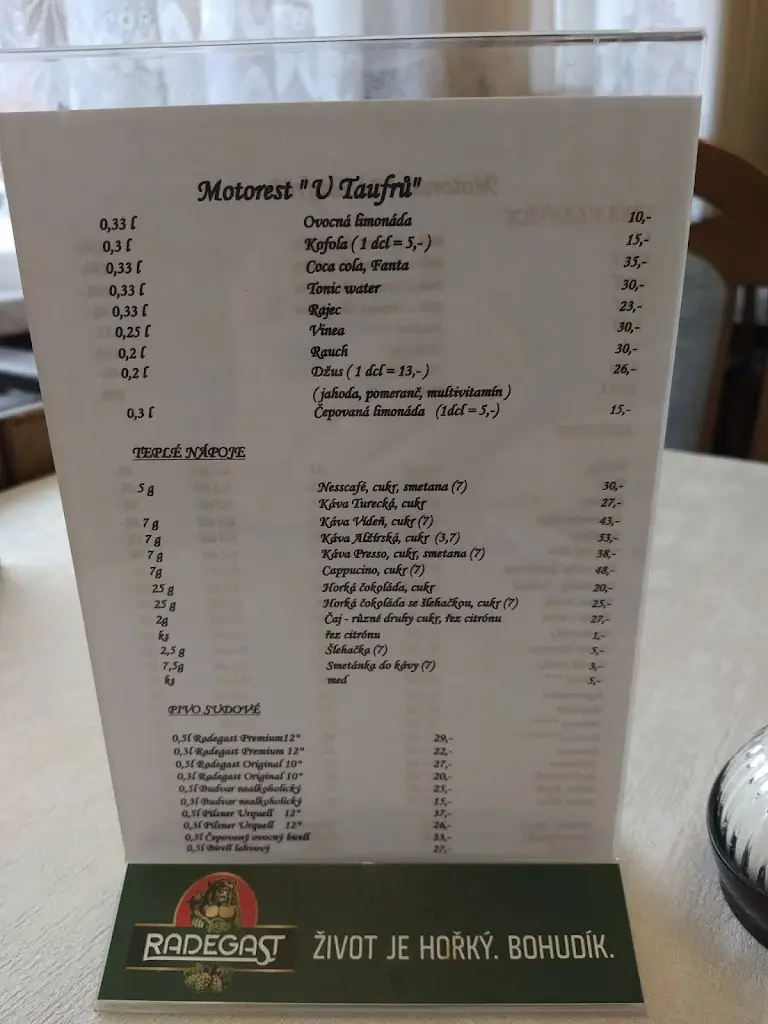 Motorest "U Taufrů"
0,33 l Ovocná limonáda 10,-
0,3 l Kofola ( 1 dcl = 5,- ) 15,-
0,33 l Coca cola, Fanta 35,-
0,33 l Tonic water 30,-
0,33 l Rajec 23,-
0,25 l Vinea 30,-
0,2 l Rauch 30,-
0,2 l Džus ( 1 dcl = 13,- ) 26,-
( jahoda, pomeranč, multivitamín )
0,3 l Čepovaná limonáda (1dcl = 5,-) 15,-
TEPLÉ NÁPOJE
5 g Nesscafé, cukr, smetana (7) 30,-
Káva Turecká, cukr 27,-
7 g Káva Vídeň, cukr (7) 43,-
7 g Káva Alžírská, cukr (3,7) 53,-
7 g Káva Presso, cukr, smetana (7) 38,-
7g Cappucino, cukr (7) 48,-
25 g Horká čokoláda, cukr 20,-
25 g Horká čokoláda se šlehačkou, cukr (7) 25,-
2g Čaj - různé druhy cukr, řez citrónu 27,-
ks řez citrónu 1,-
2,5 g Šlehačka (7) 5,-
7,5g Smetánka do kávy (7) 3,-
ks med 5,-
PIVO SUDOVÉ
0,5l Radegast Premium12° 29,-
0,3l Radegast Premium 12° 22,-
0,5l Radegast Original 10° 27,-
0,3l Radegast Original 10° 20,-
0,5l Budvar nealkoholický 25,-
0,3l Budvar nealkoholický 15,-
0,5l Pilsner Urquell 12° 37,-
0,3l Pilsner Urquell 12° 26,-
0,5l Čepovaný ovocný birell 33,-
0,5l Birell lahvový 27,-
RADEGAST ŽIVOT JE HOŘKÝ. BOHUDÍK.